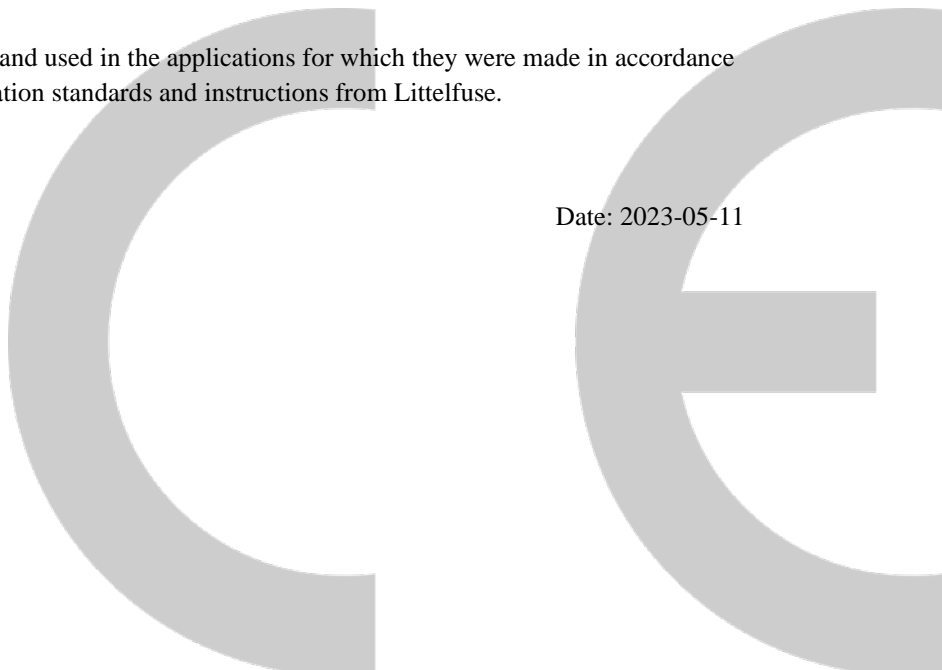 and used in the applications for which they were made in accordance
ation standards and instructions from Littelfuse.
Date: 2023-05-11
CE